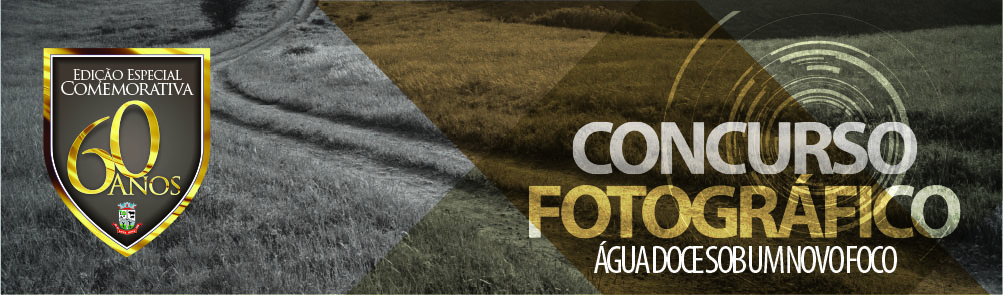 EDIÇÃO ESPECIAL
COMEMORATIVA
60
ANOS
CONCURSO
FOTOGRÁFICO
ÁGUA DOCE SOB UM NOVO FOCO